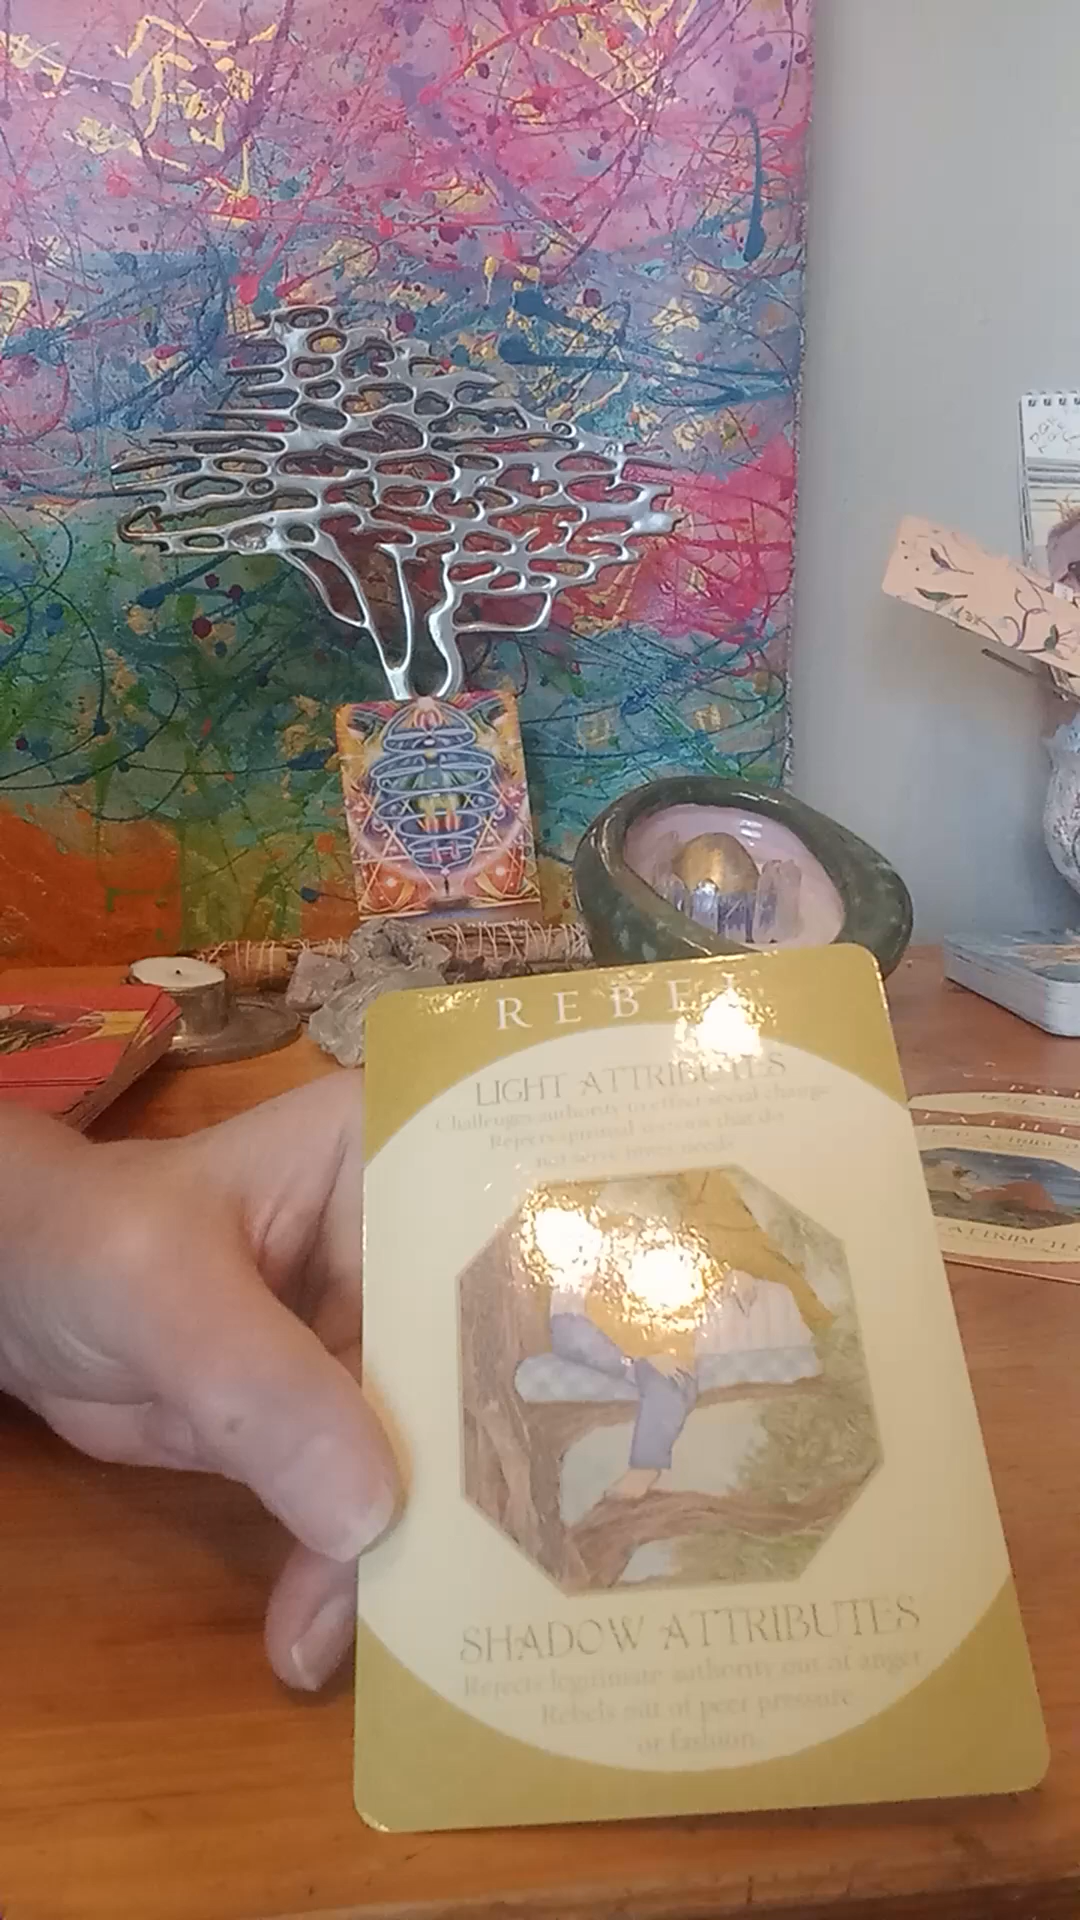 REBEL
LIGHT ATTRIBUTES
Challenges authority to effect social change
Rejects spiritual systems that do
not serve inner needs
SHADOW ATTRIBUTES
Rejects legitimate authority out of anger
Rebels out of peer pressure
or fashion
ATTRIBUTES